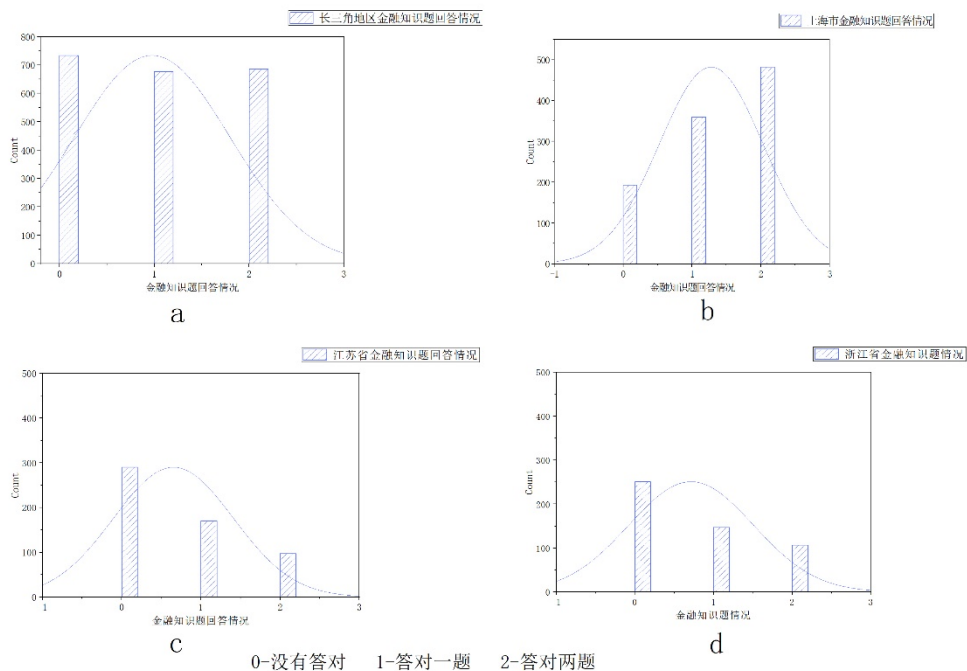 长三角地区金融知识题回答情况
800
700
600
500
400
300
200
100
0
Count
0 1 2 3
金融知识题回答情况
a
上海市金融知识题回答情况
500
400
300
200
100
0
Count
-1 0 1 2 3
金融知识题回答情况
b
江苏省金融知识题回答情况
500
400
300
200
100
0
Count
1 0 1 2 3
金融知识题回答情况
c
浙江省金融知识题情况
500
400
300
200
100
0
Count
1 0 1 2 3
金融知识题情况
d
0-没有答对 1-答对一题 2-答对两题